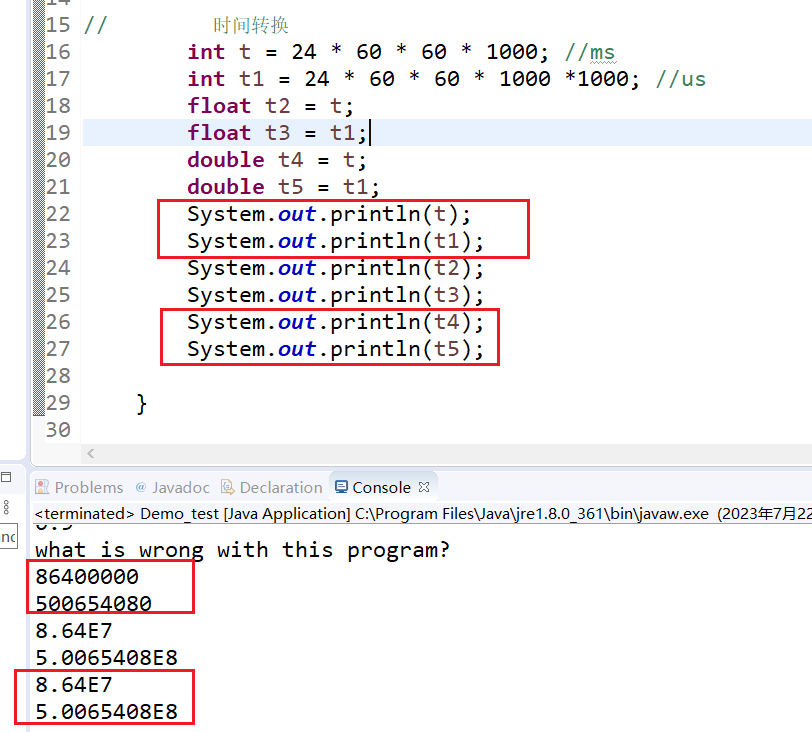 15 // 时间转换
16 int t = 24 * 60 * 60 * 1000; //ms
17 int t1 = 24 * 60 * 60 * 1000 *1000; //us
18 float t2 = t;
19 float t3 = t1;
20 double t4 = t;
21 double t5 = t1;
22 System.out.println(t);
23 System.out.println(t1);
24 System.out.println(t2);
25 System.out.println(t3);
26 System.out.println(t4);
27 System.out.println(t5);
28
29 }
30
Problems @ Javadoc Declaration Console
<terminated> Demo_test [Java Application] C:\Program Files\Java\jre1.8.0_361\bin\javaw.exe (2023年7月22
what is wrong with this program?
86400000
500654080
8.64E7
5.0065408E8
8.64E7
5.0065408E8